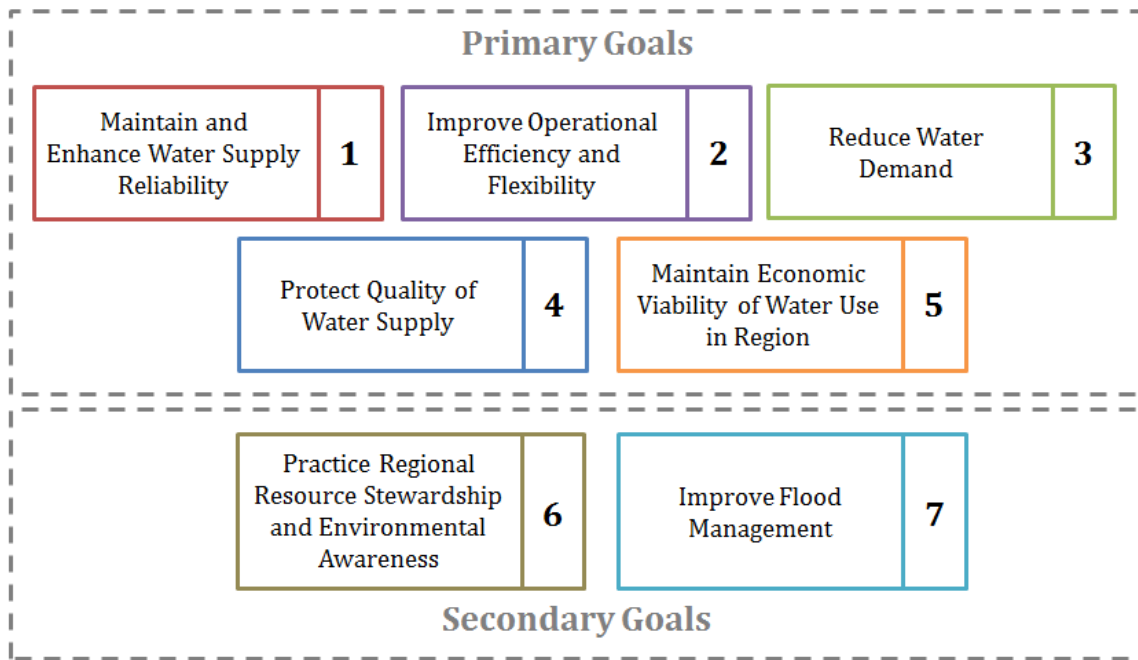 Primary Goals
Maintain and
Enhance Water Supply
Reliability
1
Improve Operational
Efficiency and
Flexibility
2
Reduce Water
Demand
3
Protect Quality of
Water Supply
4
Maintain Economic
Viability of Water Use
in Region
5
Practice Regional
Resource Stewardship
and Environmental
Awareness
6
Improve Flood
Management
7
Secondary Goals